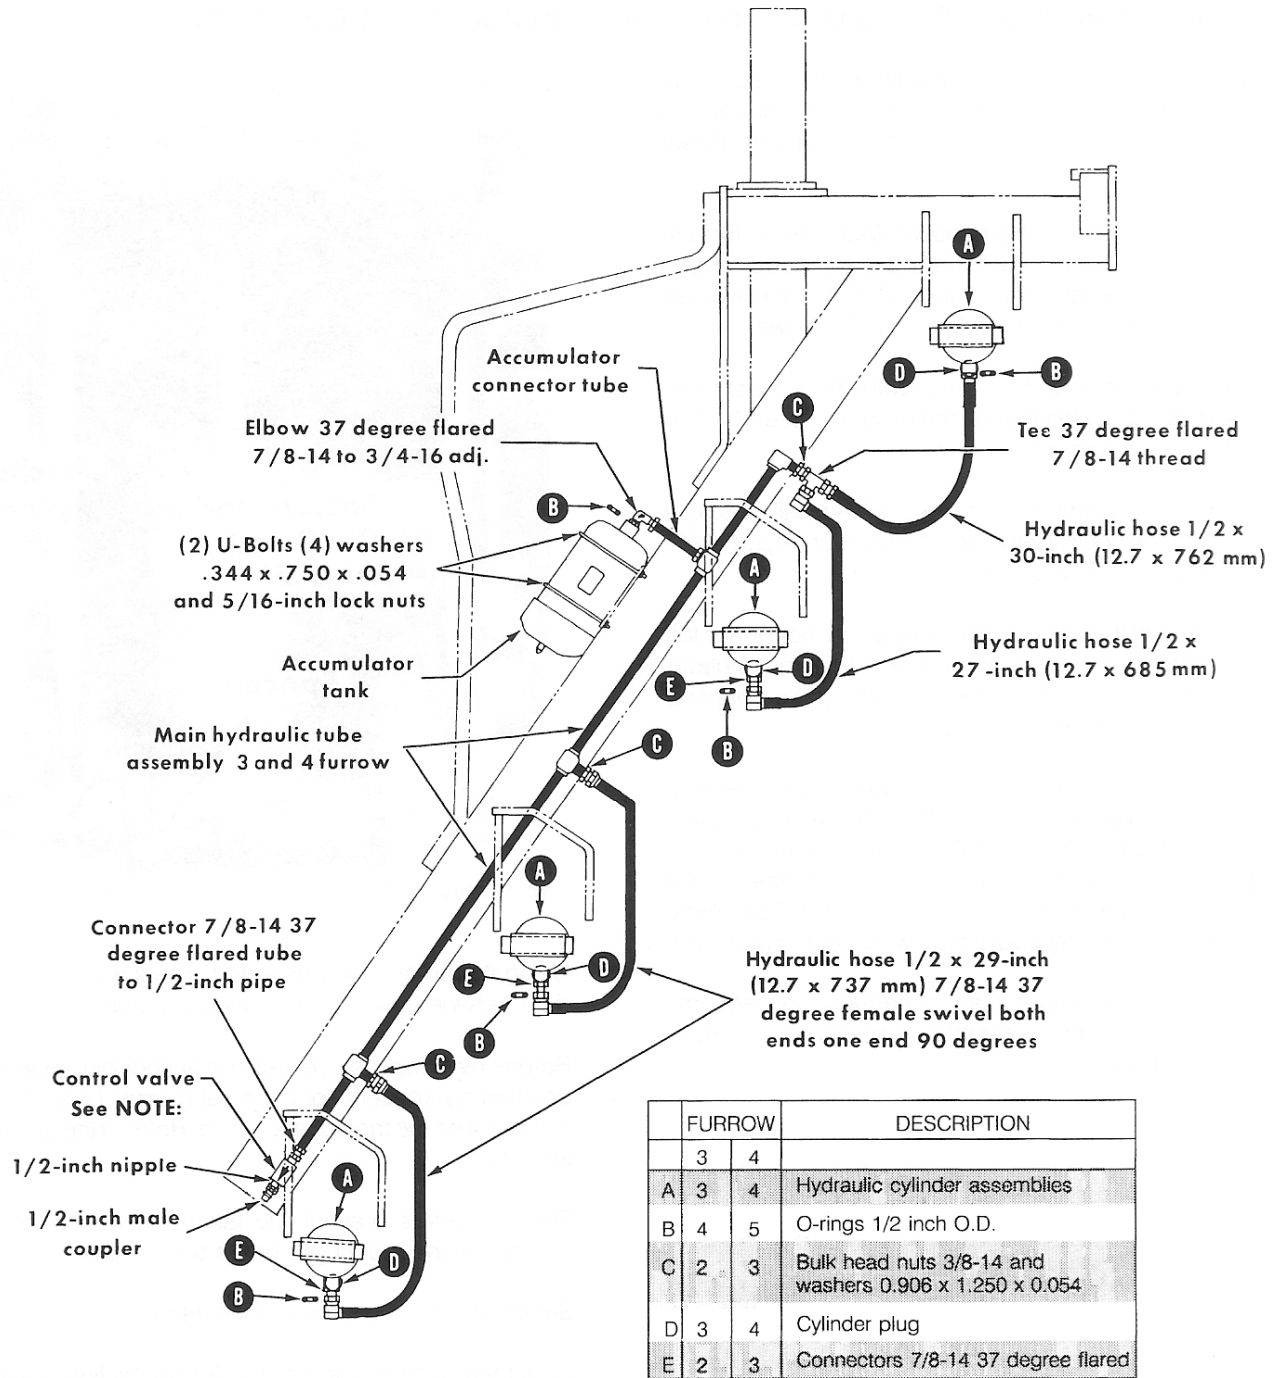 A
Accumulator
connector tube
D
B
C
Elbow 37 degree flared
7/8-14 to 3/4-16 adj.
Tee 37 degree flared
7/8-14 thread
B
Hydraulic hose 1/2 x
30-inch (12.7 x 762 mm)
(2) U-Bolts (4) washers
.344 x .750 x .054
and 5/16-inch lock nuts
A
Hydraulic hose 1/2 x
27-inch (12.7 x 685 mm)
Accumulator
tank
E
D
B
Main hydraulic tube
assembly 3 and 4 furrow
C
A
Connector 7/8-14 37
degree flared tube
to 1/2-inch pipe
E
D
B
Hydraulic hose 1/2 x 29-inch
(12.7 x 737 mm) 7/8-14 37
degree female swivel both
ends one end 90 degrees
C
Control valve
See NOTE:
1/2-inch nipple
1/2-inch male
coupler
A
E
D
B
FURROW DESCRIPTION
3 4
A 3 4 Hydraulic cylinder assemblies
B 4 5 O-rings 1/2 inch O.D.
C 2 3 Bulk head nuts 3/8-14 and
washers 0.906 x 1.250 x 0.054
D 3 4 Cylinder plug
E 2 3 Connectors 7/8-14 37 degree flared